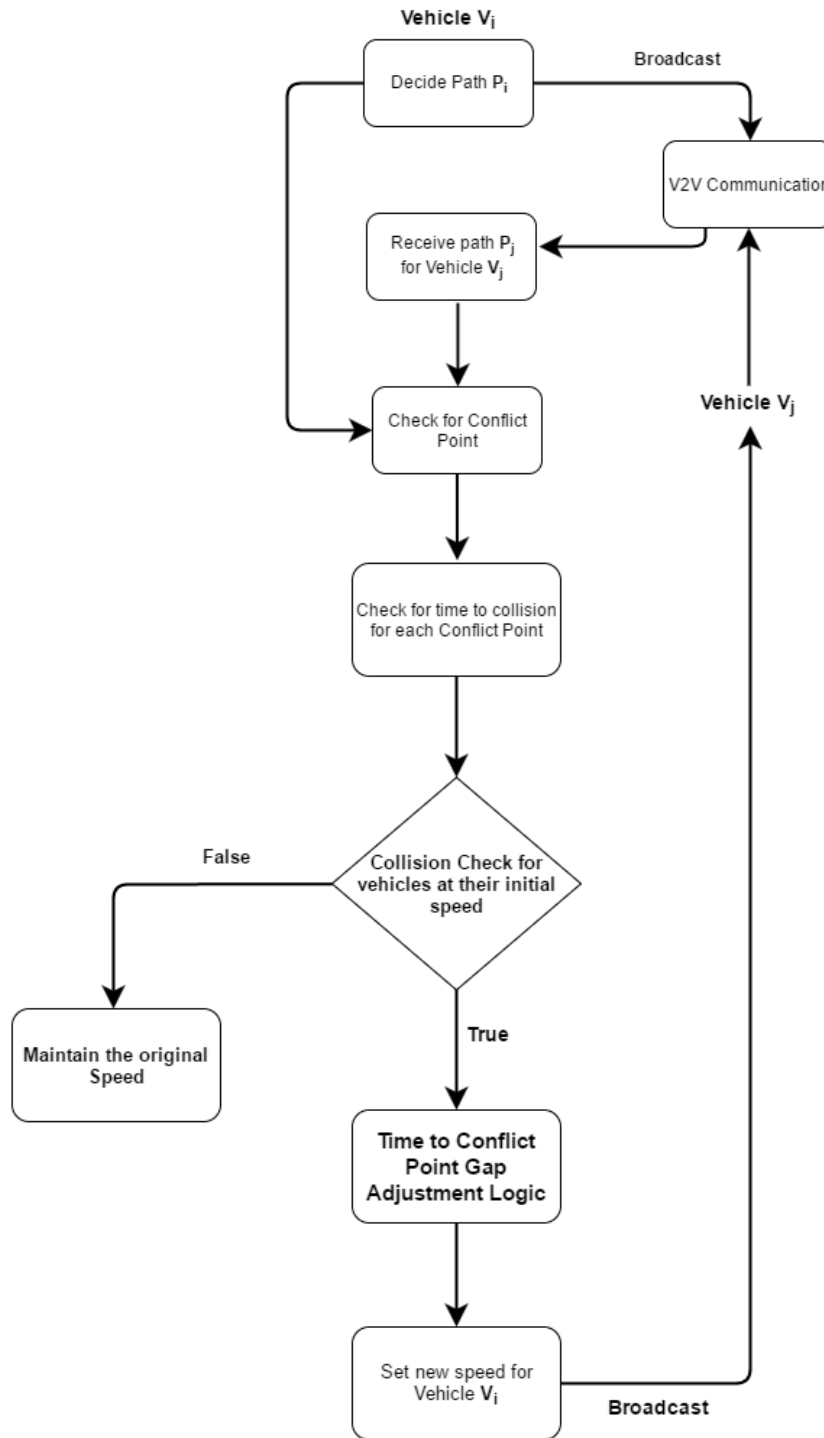 Vehicle Vi
Decide Path Pi
Broadcast
V2V Communication
Receive path Pj
for Vehicle Vj
Vehicle Vj
Check for Conflict
Point
Check for time to collision
for each Conflict Point
False
Collision Check for
vehicles at their initial
speed
True
Maintain the original
Speed
Time to Conflict
Point Gap
Adjustment Logic
Set new speed for
Vehicle Vi
Broadcast